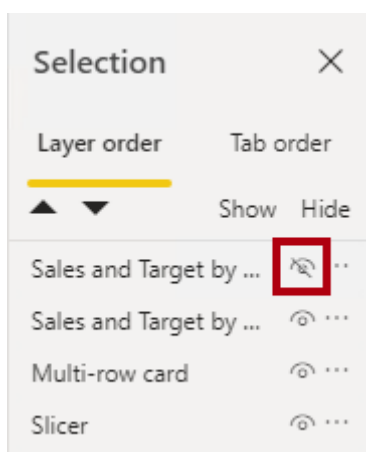 Selection
Layer order Tab order
Show Hide
Sales and Target by ...
Sales and Target by ...
Multi-row card
Slicer